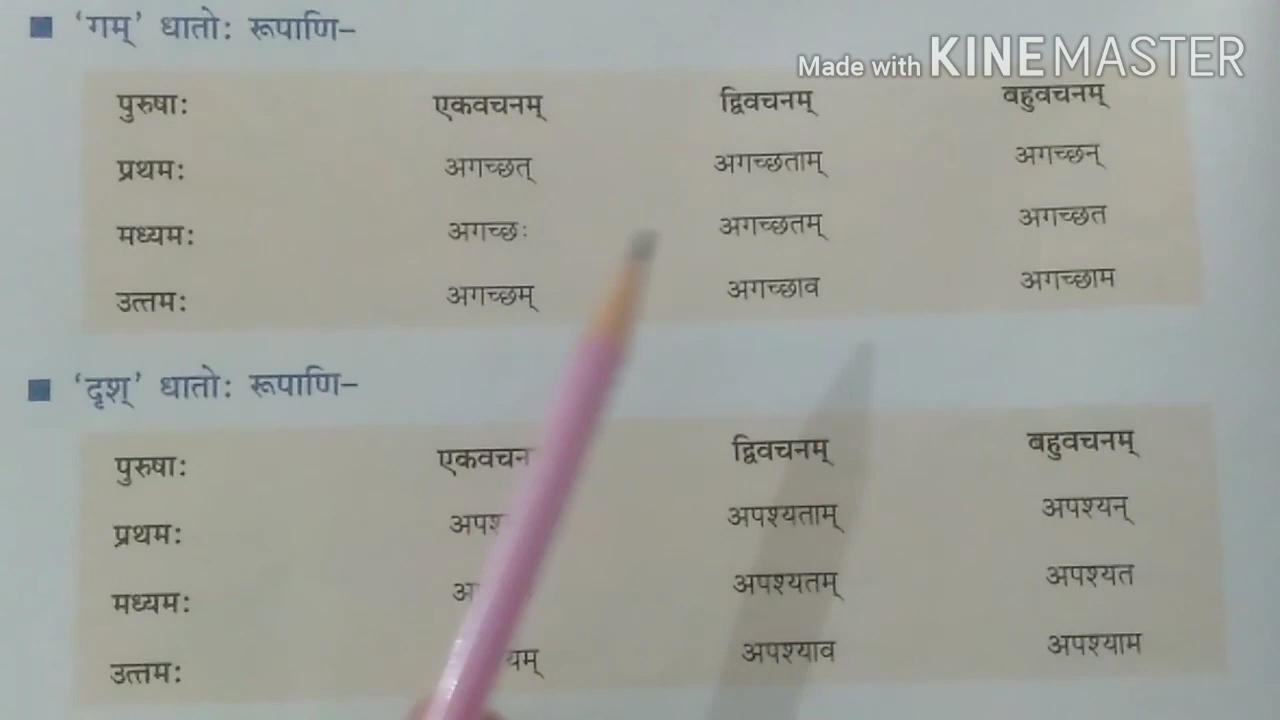 'गम्' धातोः रूपाणि–
Made with KINEMASTER
पुरुषाः एकवचनम् द्विवचनम् बहुवचनम्
प्रथमः अगच्छत् अगच्छताम् अगच्छन्
मध्यमः अगच्छः अगच्छतम् अगच्छत
उत्तमः अगच्छम् अगच्छाव अगच्छाम
'दृश्' धातोः रूपाणि–
पुरुषाः द्विवचनम् बहुवचनम्
प्रथमः अपश्यताम् अपश्यन्
मध्यमः अपश्यतम् अपश्यत
उत्तमः अपश्याव अपश्याम